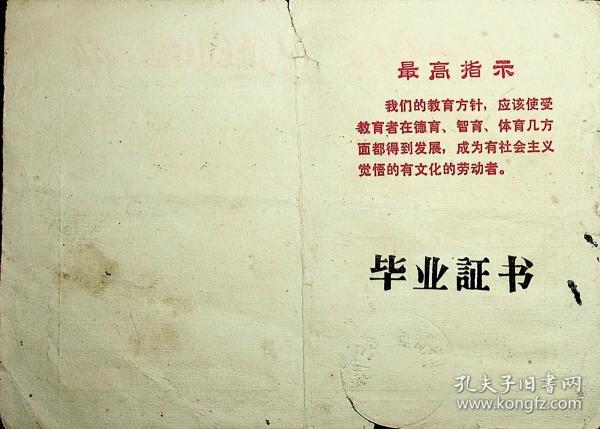 最高指示
我们的教育方针，应该使受
教育者在德育、智育、体育几方
面都得到发展，成为有社会主义
觉悟的有文化的劳动者。
毕业証书
孔夫子旧书网
www.kongfz.com